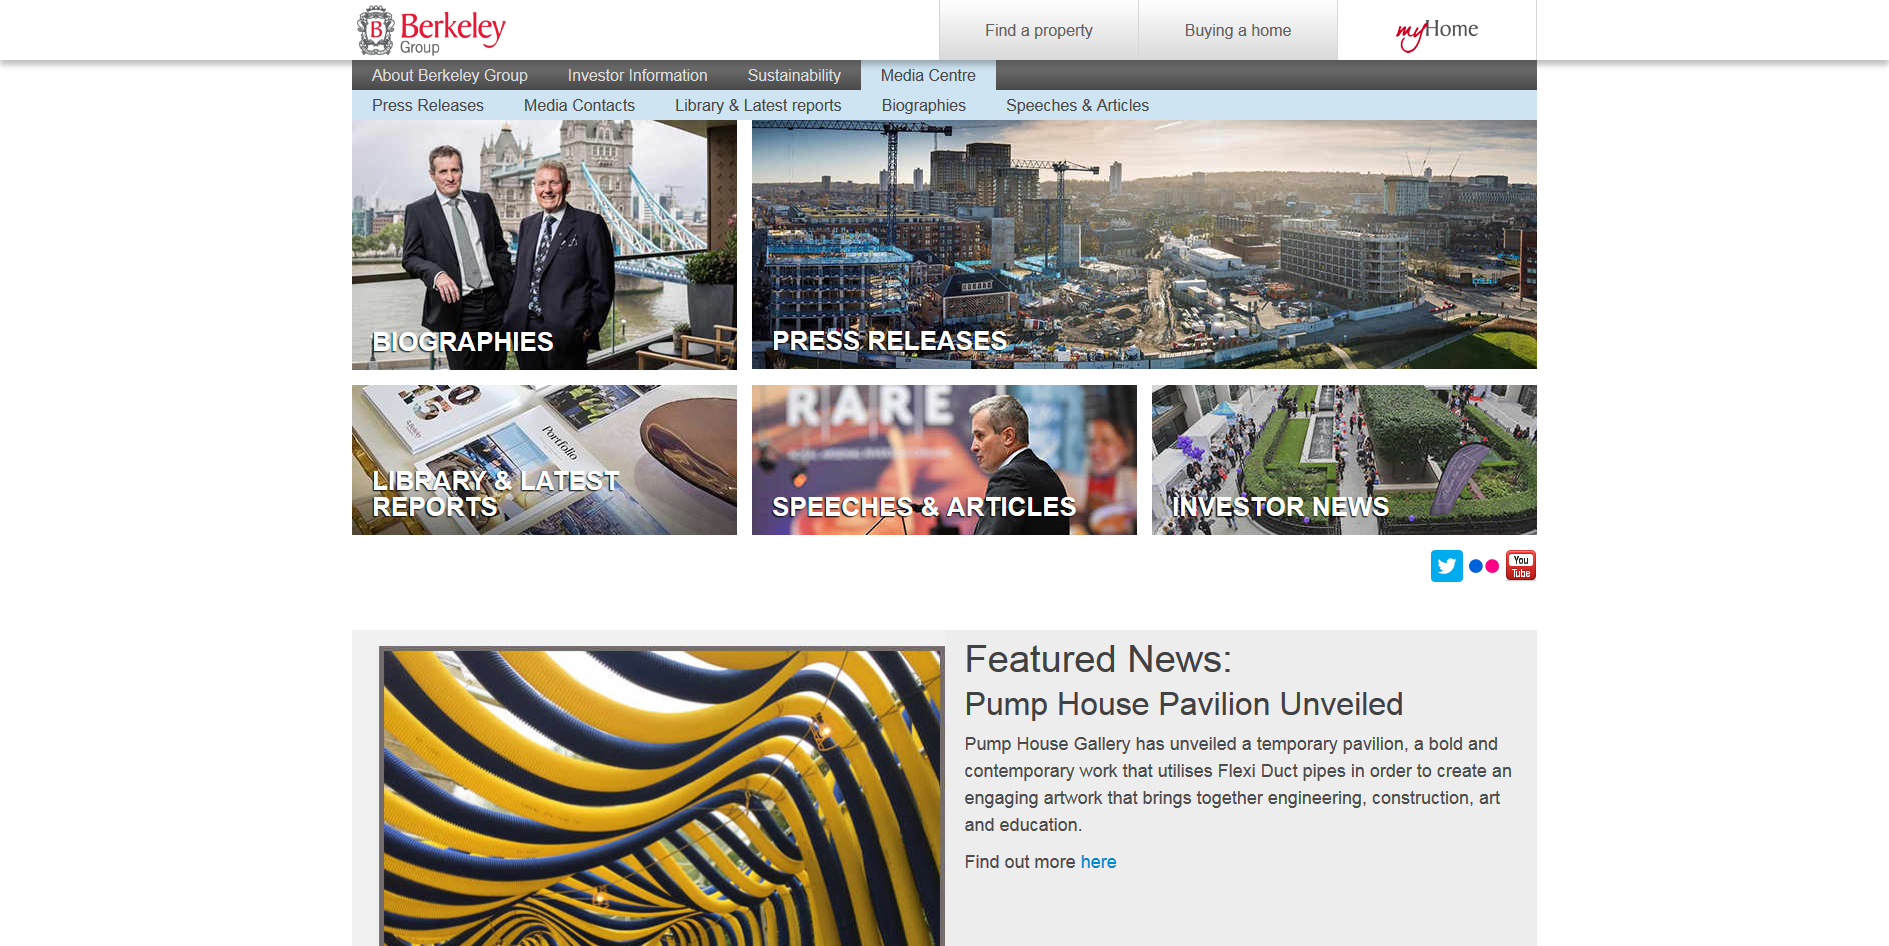 B
Berkeley
Group
Find a property
Buying a home
myHome
About Berkeley Group
Investor Information
Sustainability
Media Centre
Press Releases
Media Contacts
Library & Latest reports
Biographies
Speeches & Articles
BIOGRAPHIES
PRESS RELEASES
Berkeley
Portfolio
LIBRARY & LATEST
REPORTS
RARE
SPEECHES & ARTICLES
INVESTOR NEWS
You
Tube
Featured News:
Pump House Pavilion Unveiled
Pump House Gallery has unveiled a temporary pavilion, a bold and
contemporary work that utilises Flexi Duct pipes in order to create an
engaging artwork that brings together engineering, construction, art
and education.
Find out more here